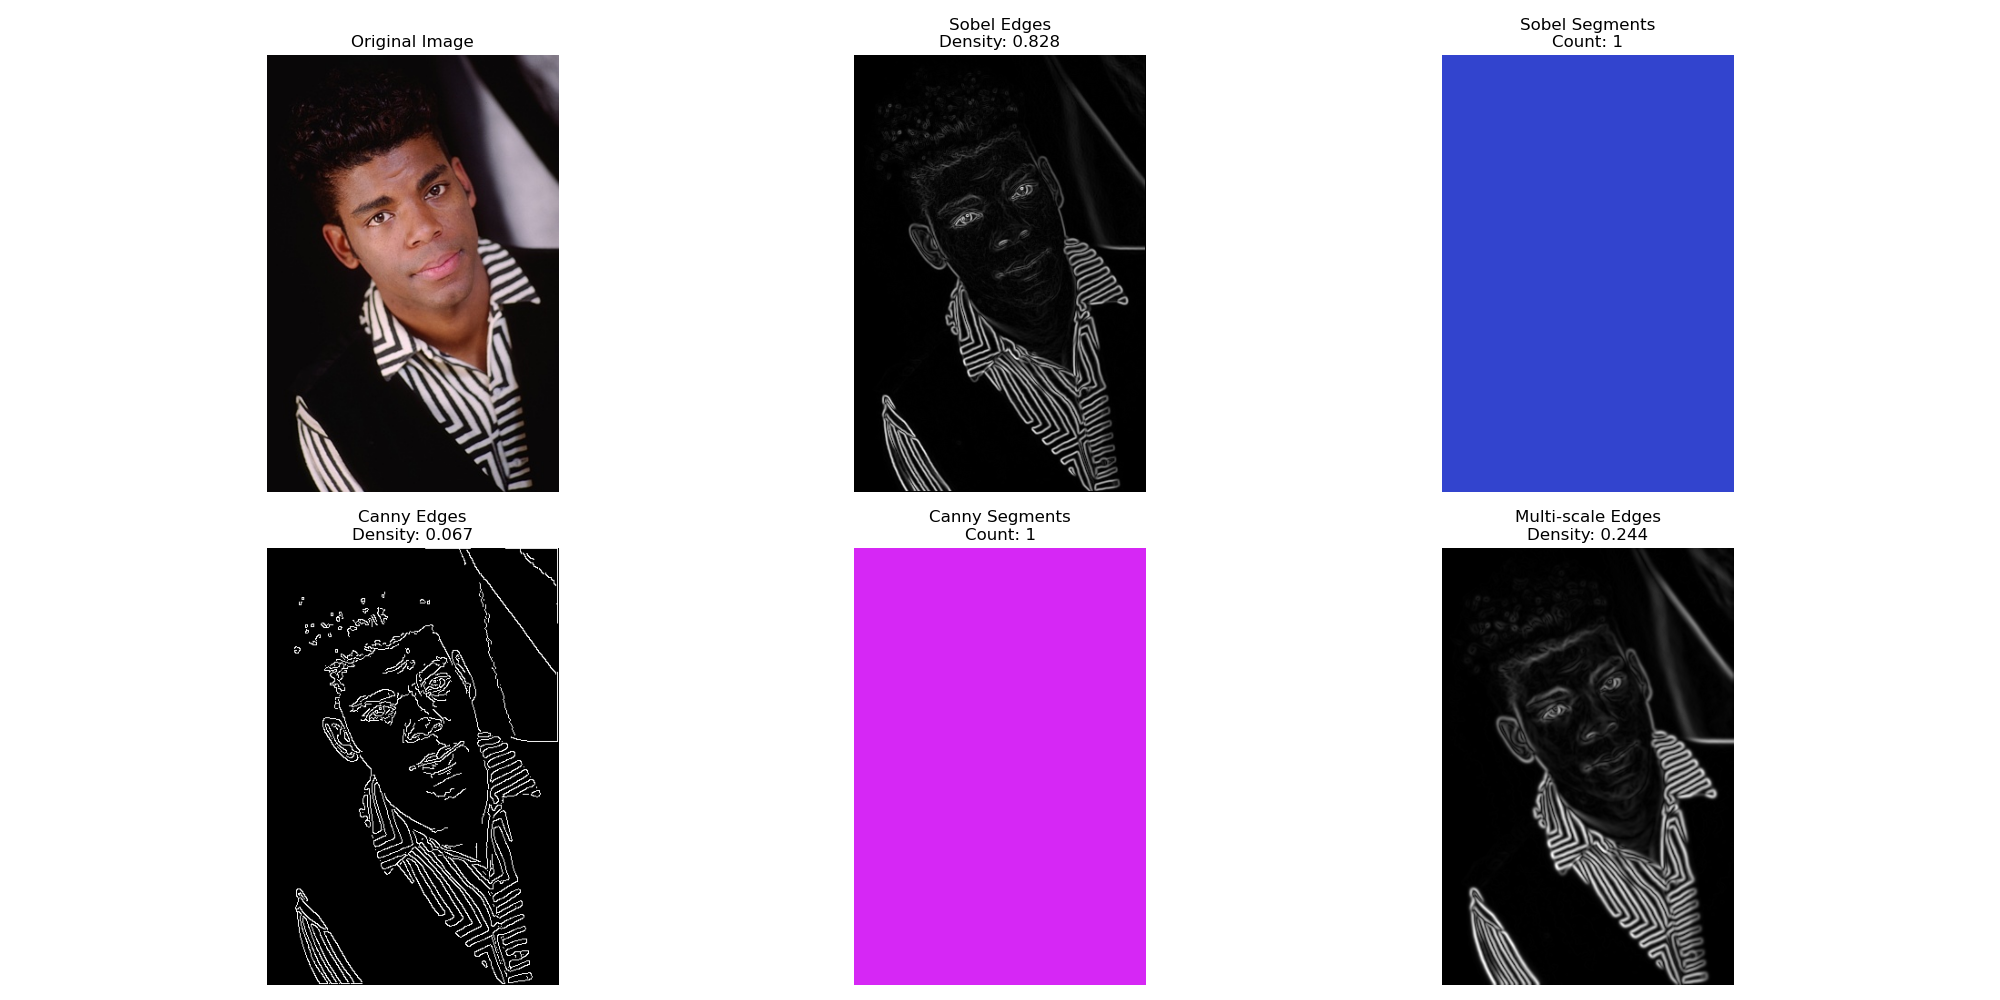 Original Image
Sobel Edges
Density: 0.828
Sobel Segments
Count: 1
Canny Edges
Density: 0.067
Canny Segments
Count: 1
Multi-scale Edges
Density: 0.244